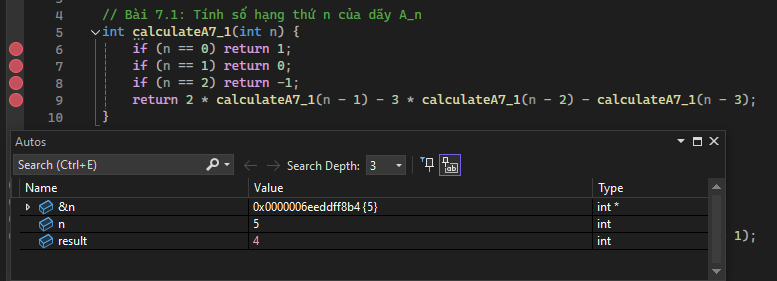 4 // Bài 7.1: Tính số hạng thứ n của dãy A_n
5 int calculateA7_1(int n) {
6 if (n == 0) return 1;
7 if (n == 1) return 0;
8 if (n == 2) return -1;
9 return 2 * calculateA7_1(n - 1) - 3 * calculateA7_1(n - 2) - calculateA7_1(n - 3);
10 }
Autos
Search (Ctrl+E) Search Depth: 3
Name Value Type
&n 0x0000006eeddff8b4 {5} int *
n 5 int
result 4 int
1);